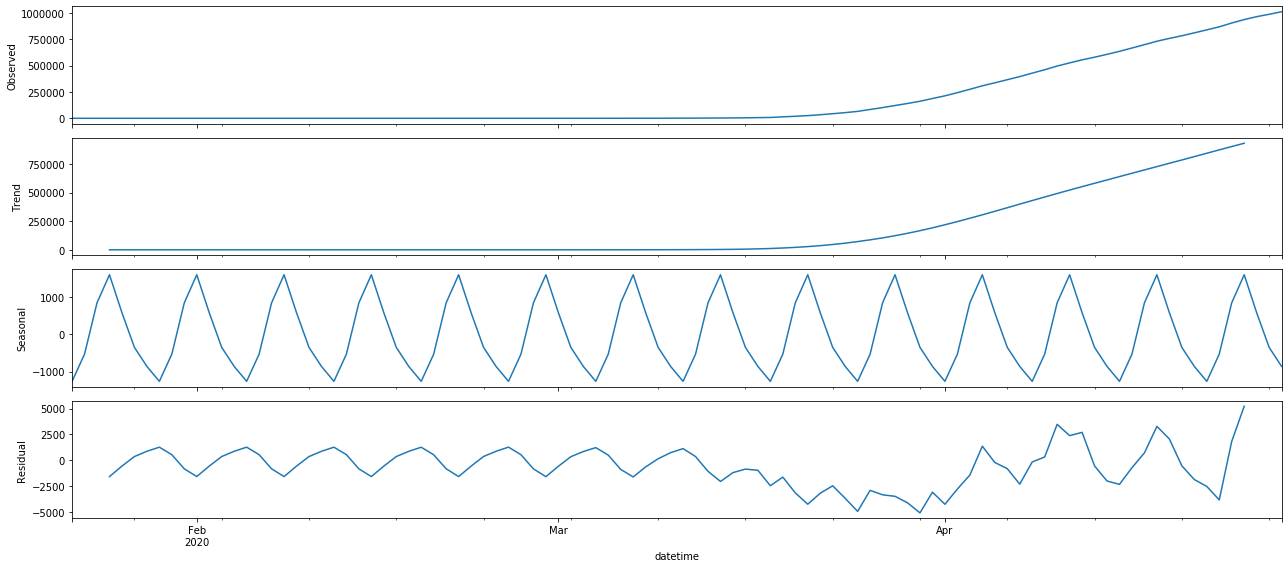 1000000
750000
500000
250000
0
Observed
750000
500000
250000
0
Trend
1000
0
−1000
Seasonal
5000
2500
0
−2500
−5000
Residual
Feb
2020
Mar
Apr
datetime